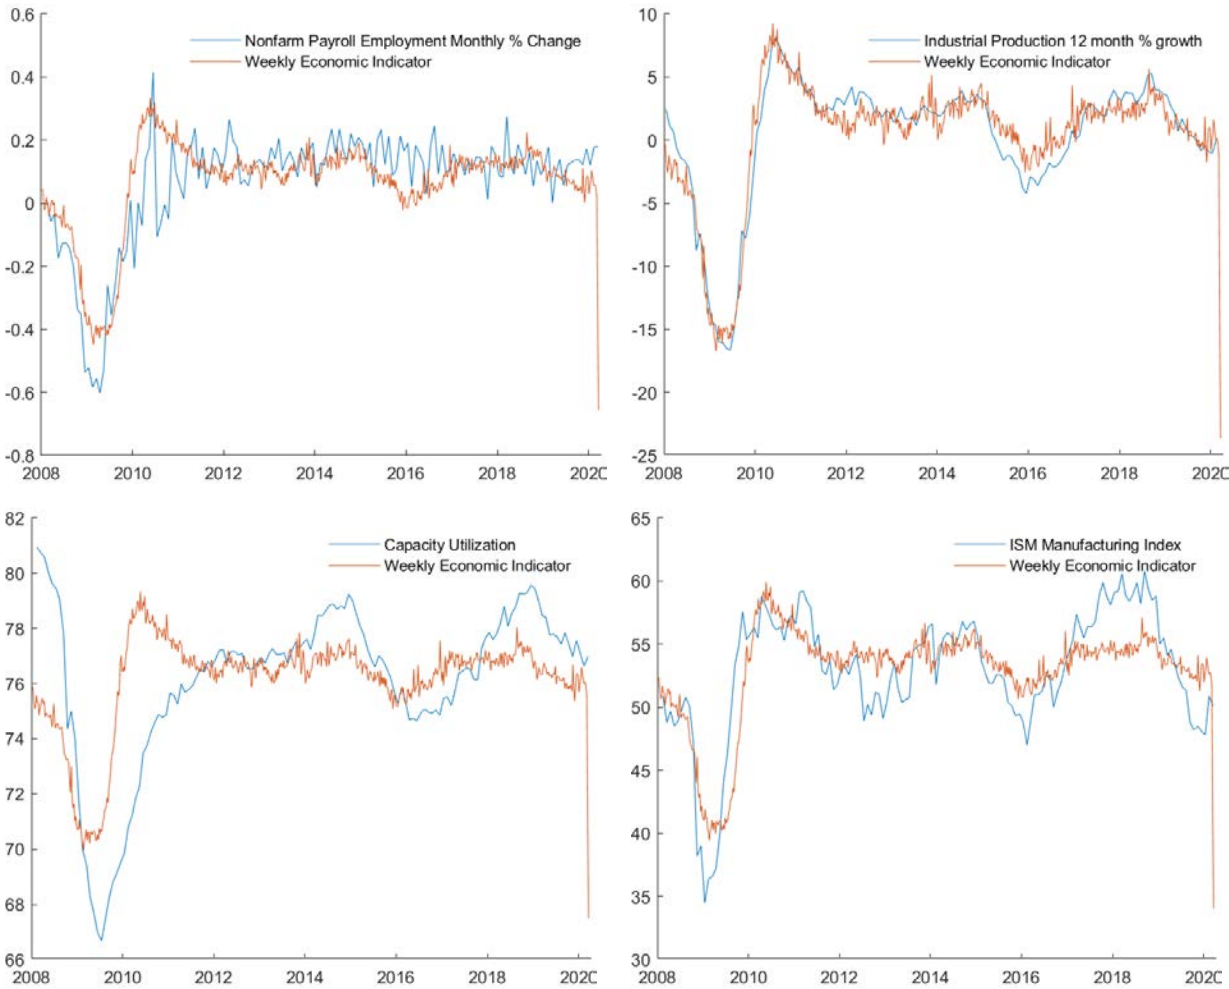 0.6
0.4
0.2
0
-0.2
-0.4
-0.6
-0.8
Nonfarm Payroll Employment Monthly % Change
Weekly Economic Indicator
2008 2010 2012 2014 2016 2018 2020
10
5
0
-5
-10
-15
-20
-25
Industrial Production 12 month % growth
Weekly Economic Indicator
2008 2010 2012 2014 2016 2018 2020
82
80
78
76
74
72
70
68
66
Capacity Utilization
Weekly Economic Indicator
2008 2010 2012 2014 2016 2018 2020
65
60
55
50
45
40
35
30
ISM Manufacturing Index
Weekly Economic Indicator
2008 2010 2012 2014 2016 2018 2020